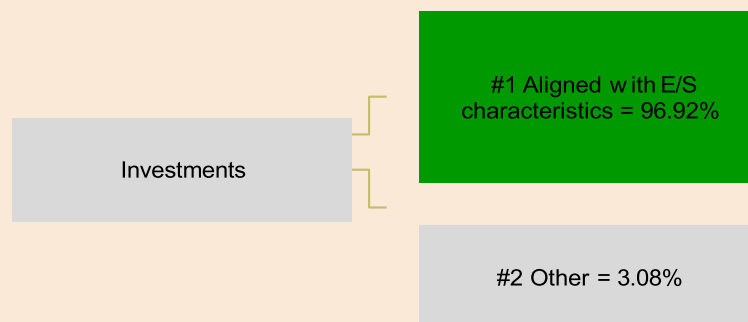 #1 Aligned with E/S
characteristics = 96.92%
Investments
#2 Other = 3.08%